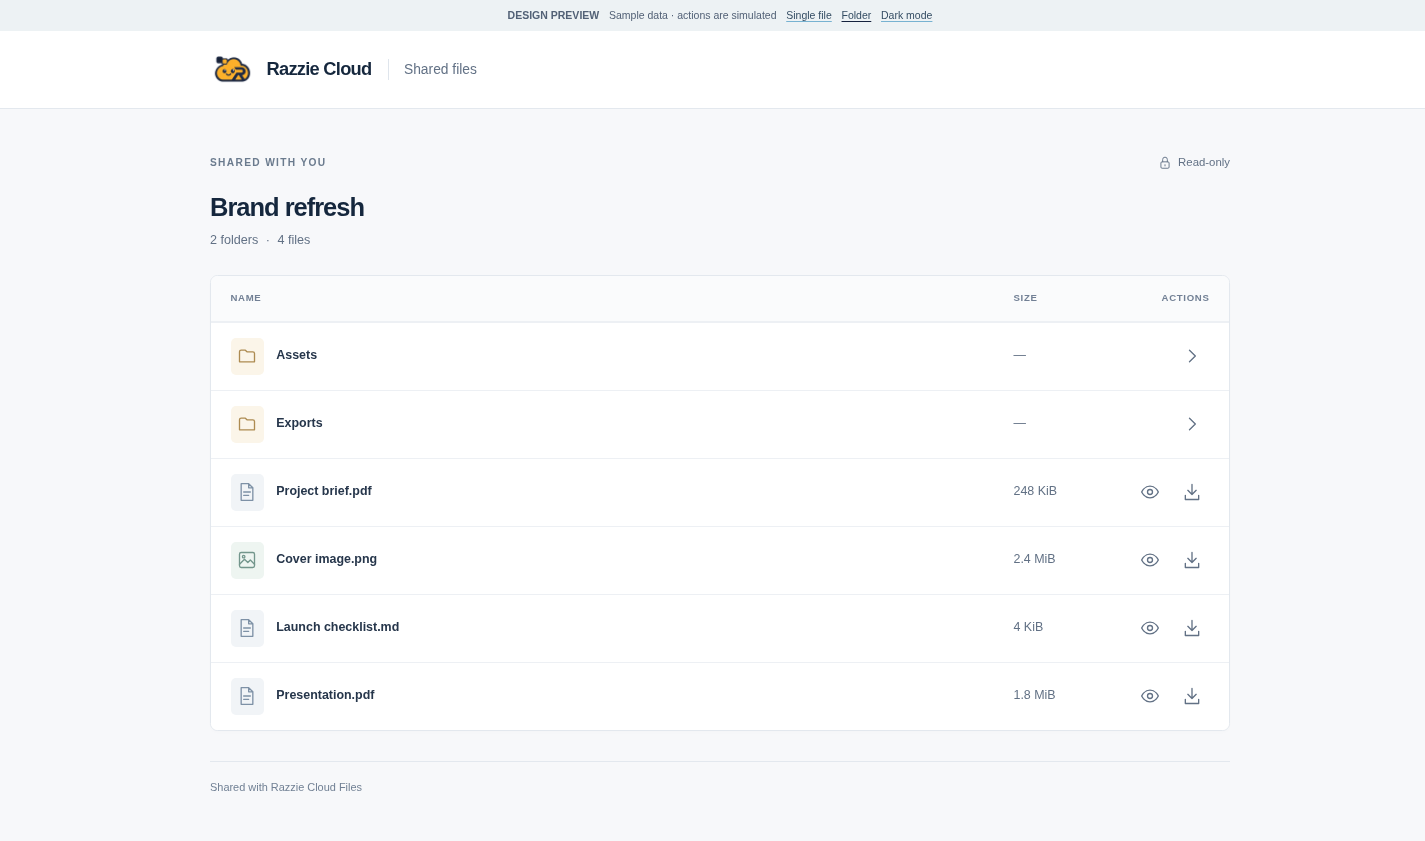 DESIGN PREVIEW Sample data · actions are simulated Single file Folder Dark mode
Razzie Cloud Shared files
SHARED WITH YOU Read-only
Brand refresh
2 folders · 4 files
NAME SIZE ACTIONS
Assets —
Exports —
Project brief.pdf 248 KiB
Cover image.png 2.4 MiB
Launch checklist.md 4 KiB
Presentation.pdf 1.8 MiB
Shared with Razzie Cloud Files